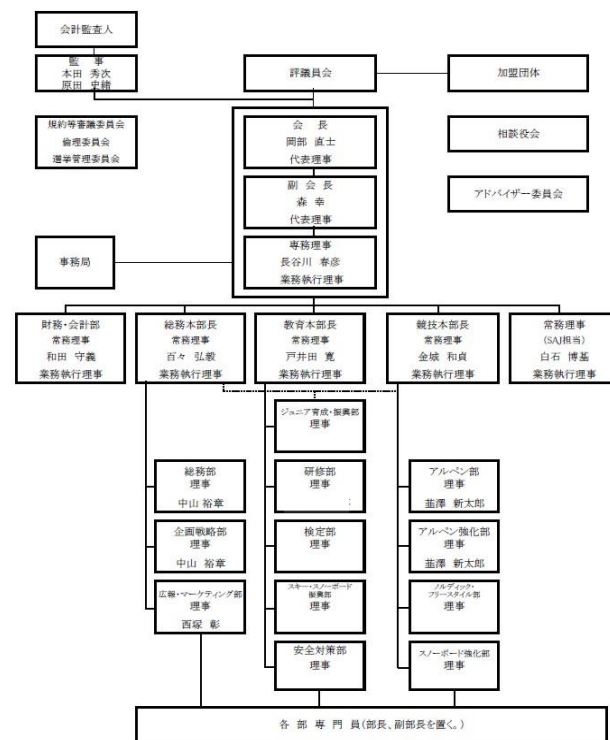 会計監査人
監 事
本田 秀次
原田 史緒
評議員会
加盟団体
規約等審議委員会
倫理委員会
選挙管理委員会
会 長
岡部 直士
代表理事
相談役会
副 会 長
森 幸
代表理事
アドバイザー委員会
事務局
専務理事
長谷川 春彦
業務執行理事
財務・会計部
常務理事
和田 守義
業務執行理事
総務本部長
常務理事
百々 弘毅
業務執行理事
教育本部長
常務理事
戸井田 寛
業務執行理事
競技本部長
常務理事
金城 和貞
業務執行理事
常務理事
(SAJ担当)
白石 博基
業務執行理事
ジュニア育成・振興部
理事
総務部
理事
中山 裕章
研修部
理事
アルペン部
理事
韮澤 新太郎
企画戦略部
理事
中山 裕章
検定部
理事
アルペン強化部
理事
韮澤 新太郎
広報・マーケティング部
理事
西塚 彰
スキー・スノーボード
振興部
理事
ノルディック・
フリースタイル部
理事
安全対策部
理事
スノーボード強化部
理事
各 部 専 門 員(部長、副部長を置く。)